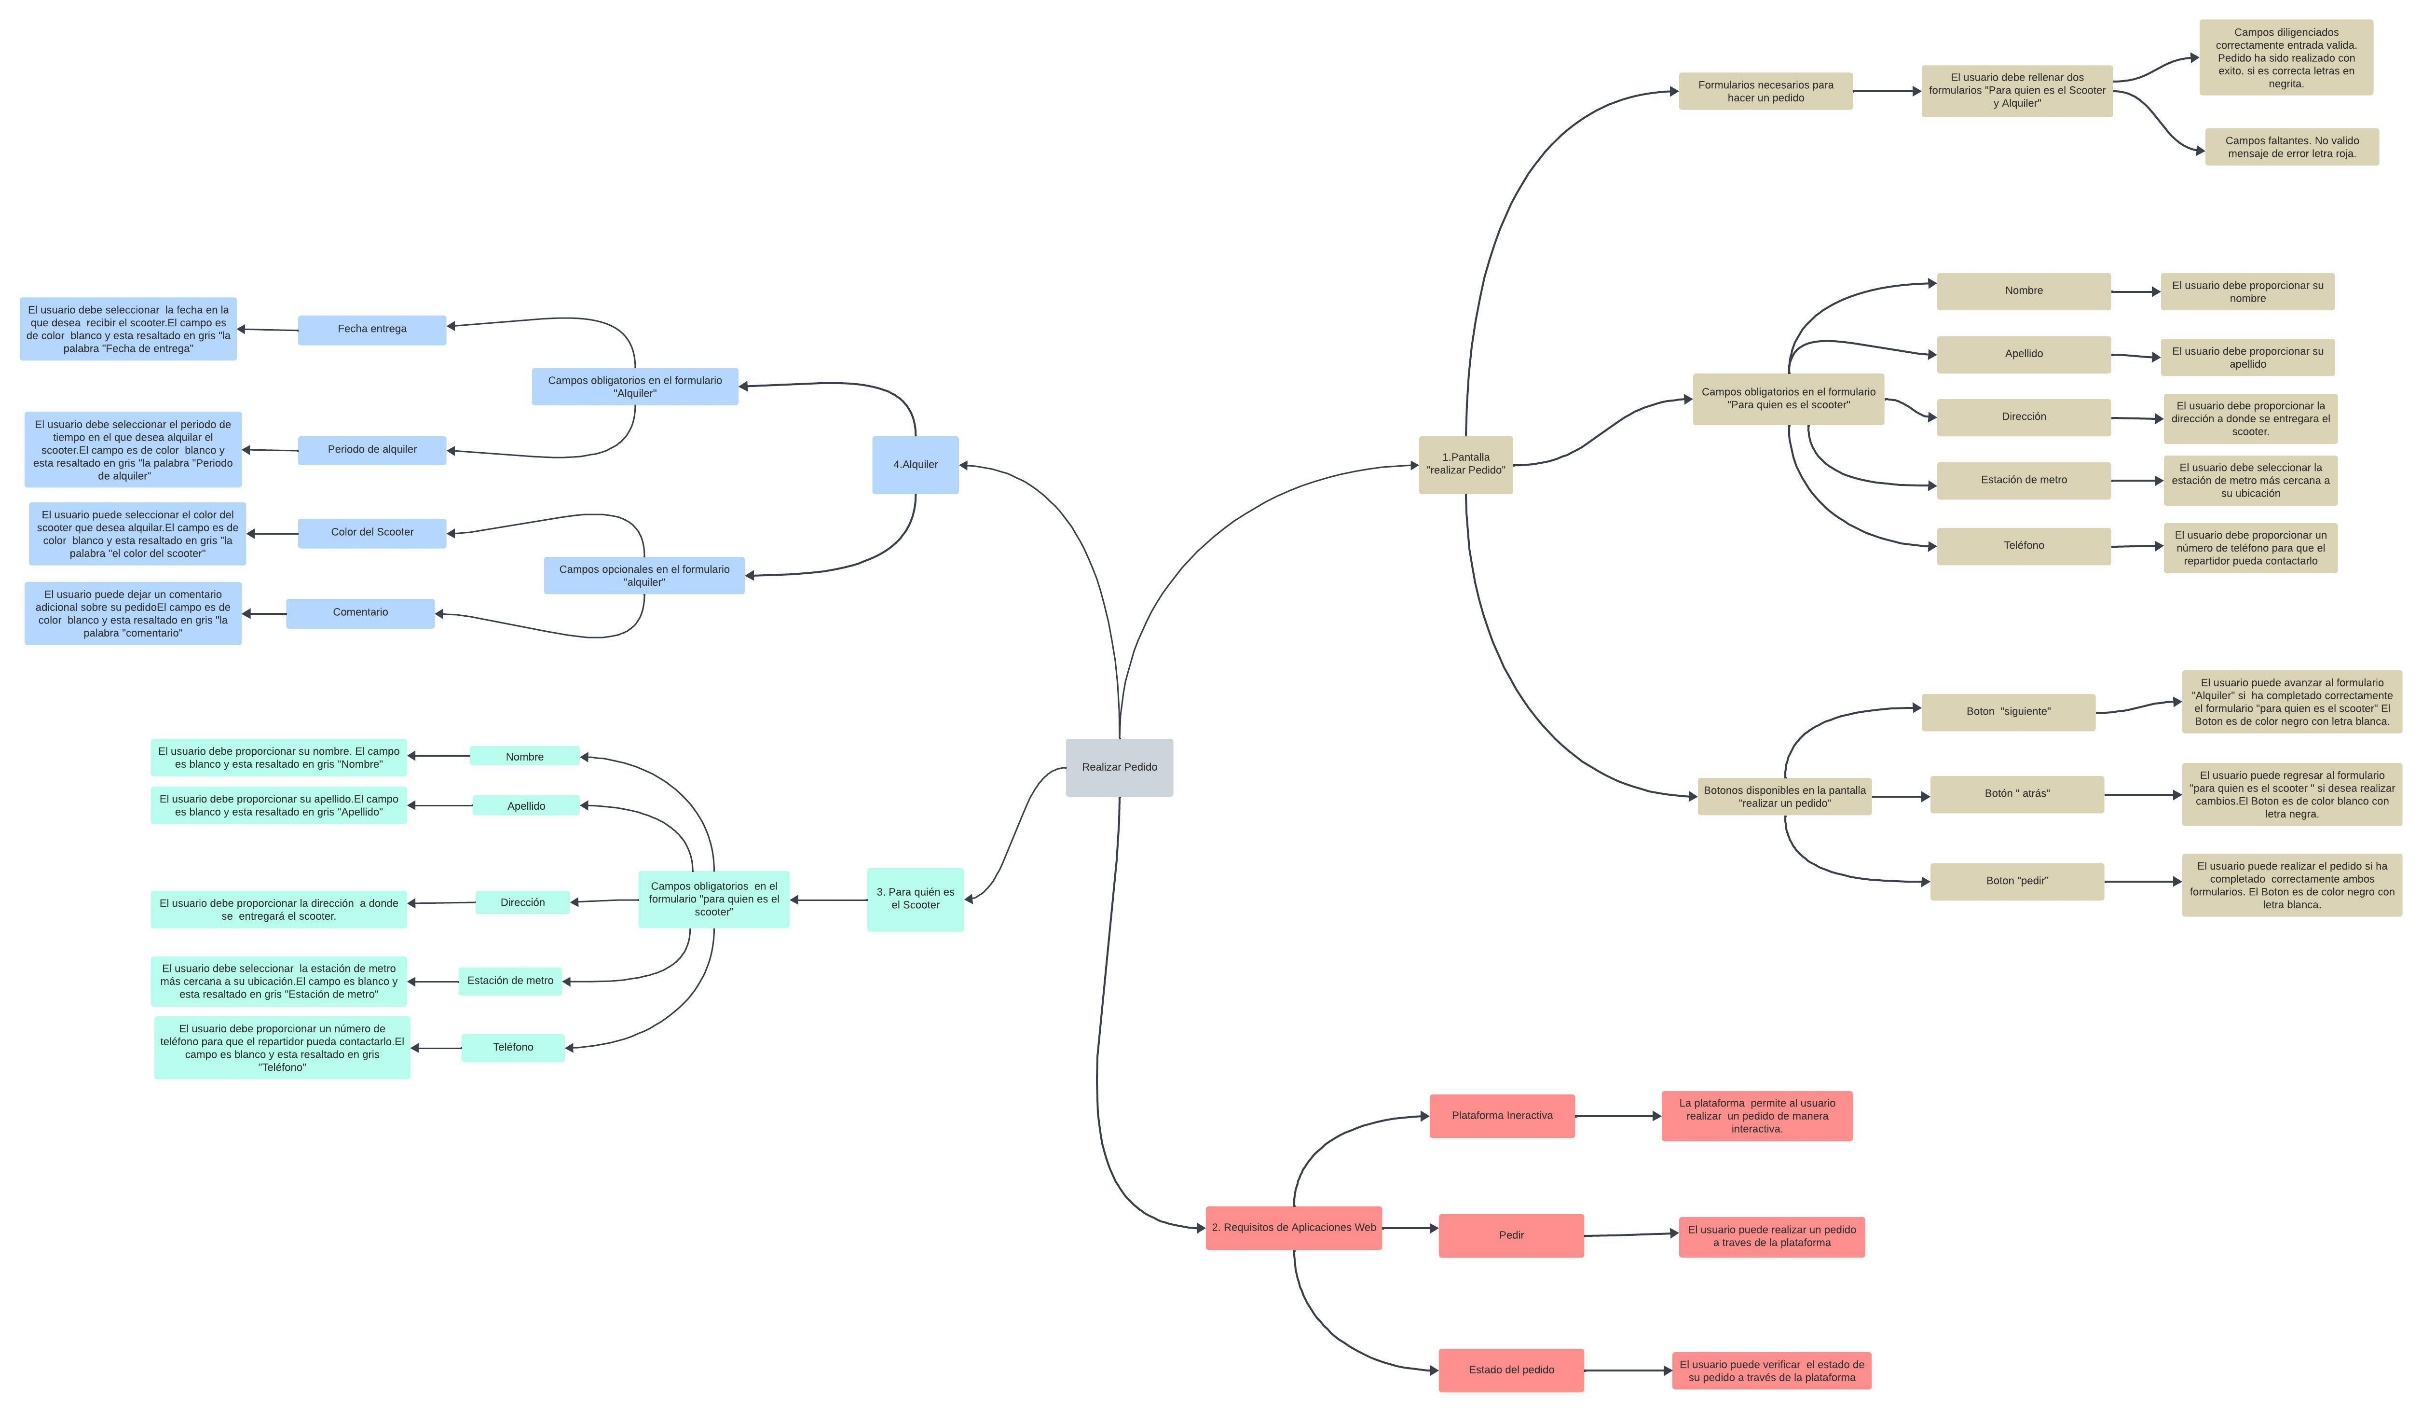 Realizar Pedido
1.Pantalla
"realizar Pedido"
Formularios necesarios para
hacer un pedido
El usuario debe rellenar dos
formularios "Para quien es el Scooter
y Alquiler"
Campos diligenciados
correctamente entrada valida.
Pedido ha sido realizado con
exito. si es correcta letras en
negrita.
Campos faltantes. No valido
mensaje de error letra roja.
Campos obligatorios en el formulario
"Para quien es el scooter"
Nombre
El usuario debe proporcionar su
nombre
Apellido
El usuario debe proporcionar su
apellido
Dirección
El usuario debe proporcionar la
dirección a donde se entregara el
scooter.
Estación de metro
El usuario debe seleccionar la
estación de metro más cercana a
su ubicación
Teléfono
El usuario debe proporcionar un
número de teléfono para que el
repartidor pueda contactarlo
Botonos disponibles en la pantalla
"realizar un pedido"
Boton  "siguiente"
El usuario puede avanzar al formulario
"Alquiler" si  ha completado correctamente
el formulario "para quien es el scooter" El
Boton es de color negro con letra blanca.
Botón " atrás"
El usuario puede regresar al formulario
"para quien es el scooter " si desea realizar
cambios.El Boton es de color blanco con
letra negra.
Boton "pedir"
El usuario puede realizar el pedido si ha
completado  correctamente ambos
formularios. El Boton es de color negro con
letra blanca.
2. Requisitos de Aplicaciones Web
Plataforma Ineractiva
La plataforma  permite al usuario
realizar  un pedido de manera
interactiva.
Pedir
El usuario puede realizar un pedido
a traves de la plataforma
Estado del pedido
El usuario puede verificar  el estado de
su pedido a través de la plataforma
3. Para quién es
el Scooter
Campos obligatorios  en el
formulario "para quien es el
scooter"
Nombre
El usuario debe proporcionar su nombre. El campo
es blanco y esta resaltado en gris "Nombre"
Apellido
El usuario debe proporcionar su apellido.El campo
es blanco y esta resaltado en gris "Apellido"
Dirección
El usuario debe proporcionar la dirección  a donde
se  entregará el scooter.
Estación de metro
El usuario debe seleccionar  la estación de metro
más cercana a su ubicación.El campo es blanco y
esta resaltado en gris "Estación de metro"
Teléfono
El usuario debe proporcionar un número de
teléfono para que el repartidor pueda contactarlo.El
campo es blanco y esta resaltado en gris
"Teléfono"
4.Alquiler
Campos obligatorios en el formulario
"Alquiler"
Fecha entrega
El usuario debe seleccionar  la fecha en la
que desea  recibir el scooter.El campo es
de color  blanco y esta resaltado en gris "la
palabra "Fecha de entrega"
Periodo de alquiler
El usuario debe seleccionar el periodo de
tiempo en el que desea alquilar el
scooter.El campo es de color  blanco y
esta resaltado en gris "la palabra "Periodo
de alquiler"
Campos opcionales en el formulario
"alquiler"
Color del Scooter
El usuario puede seleccionar el color del
scooter que desea alquilar.El campo es de
color  blanco y esta resaltado en gris "la
palabra "el color del scooter"
Comentario
El usuario puede dejar un comentario
adicional sobre su pedidoEl campo es de
color  blanco y esta resaltado en gris "la
palabra "comentario"